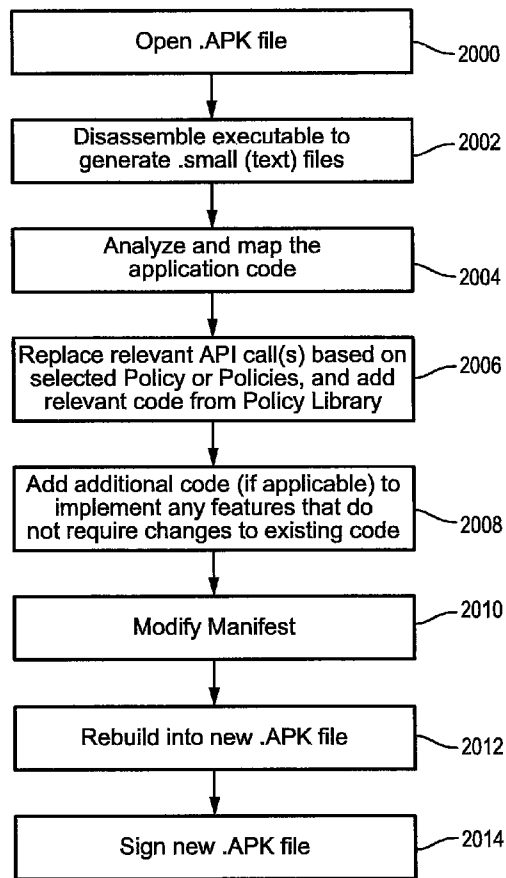 Open .APK file
2000
Disassemble executable to
generate .small (text) files
2002
Analyze and map the
application code
2004
Replace relevant API call(s) based on
selected Policy or Policies, and add
relevant code from Policy Library
2006
Add additional code (if applicable) to
implement any features that do
not require changes to existing code
2008
Modify Manifest
2010
Rebuild into new .APK file
2012
Sign new .APK file
2014